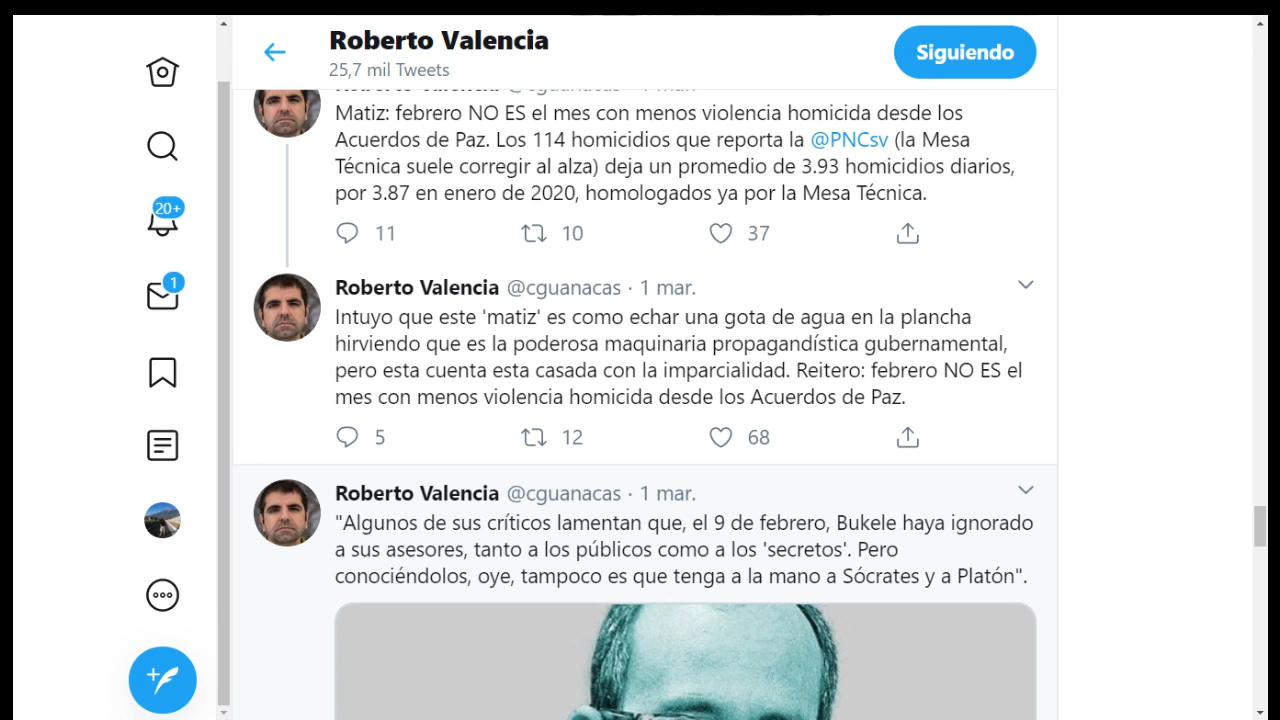 Roberto Valencia
25,7 mil Tweets
Siguiendo
Roberto Valencia @cguanacas · 1 mar.
Matiz: febrero NO ES el mes con menos violencia homicida desde los
Acuerdos de Paz. Los 114 homicidios que reporta la @PNCsv (la Mesa
Técnica suele corregir al alza) deja un promedio de 3.93 homicidios diarios,
por 3.87 en enero de 2020, homologados ya por la Mesa Técnica.
11 10 37
20+
1
Roberto Valencia @cguanacas · 1 mar.
Intuyo que este 'matiz' es como echar una gota de agua en la plancha
hirviendo que es la poderosa maquinaria propagandística gubernamental,
pero esta cuenta esta casada con la imparcialidad. Reitero: febrero NO ES el
mes con menos violencia homicida desde los Acuerdos de Paz.
5 12 68
Roberto Valencia @cguanacas · 1 mar.
"Algunos de sus críticos lamentan que, el 9 de febrero, Bukele haya ignorado
a sus asesores, tanto a los públicos como a los 'secretos'. Pero
conociéndolos, oye, tampoco es que tenga a la mano a Sócrates y a Platón".